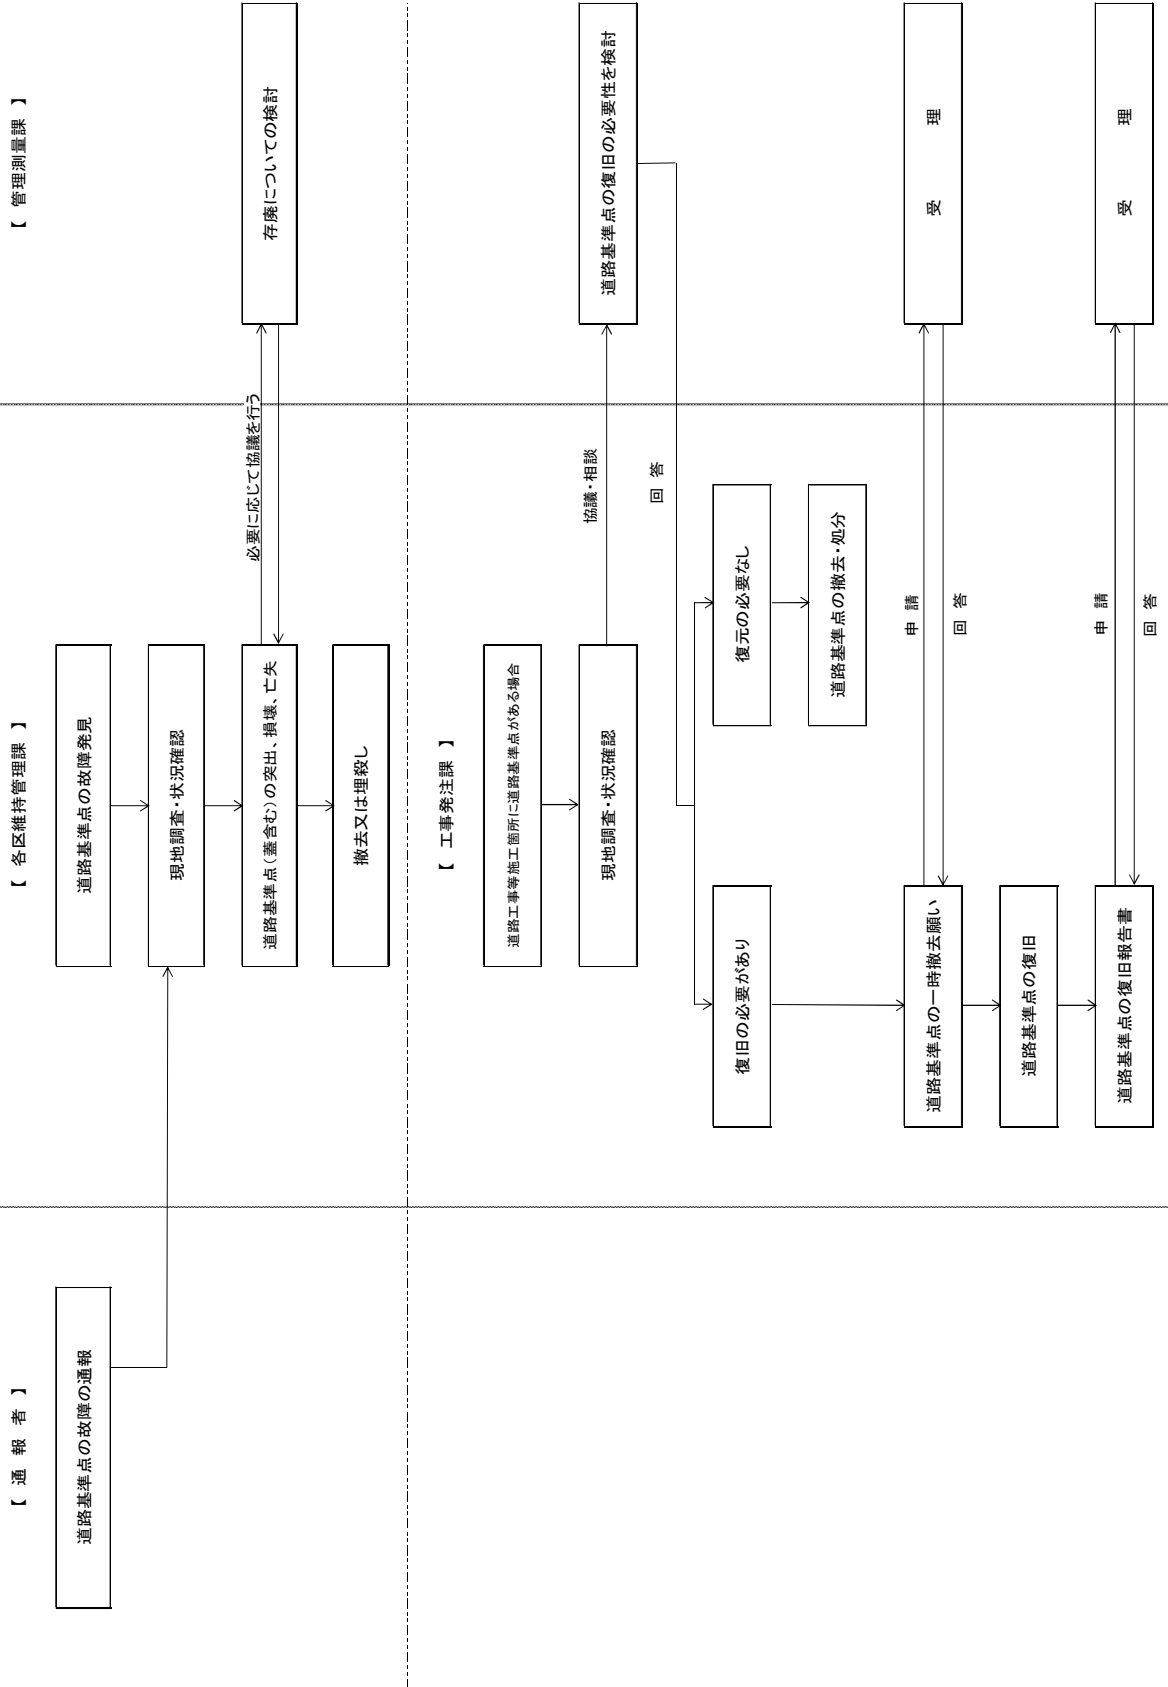 【 通 報 者 】
【 各区維持管理課 】
【 管理測量課 】
道路基準点の故障の通報
道路基準点の故障発見
現地調査・状況確認
道路基準点（蓋含む）の突出、損壊、亡失
必要に応じて協議を行う
存廃についての検討
撤去又は埋殺し
【 工事発注課 】
道路工事等施工箇所に道路基準点がある場合
現地調査・状況確認
協議・相談
道路基準点の復旧の必要性を検討
回 答
復旧の必要があり
復元の必要なし
道路基準点の撤去・処分
道路基準点の一時撤去願い
申 請
受 理
回 答
道路基準点の復旧
道路基準点の復旧報告書
申 請
受 理
回 答